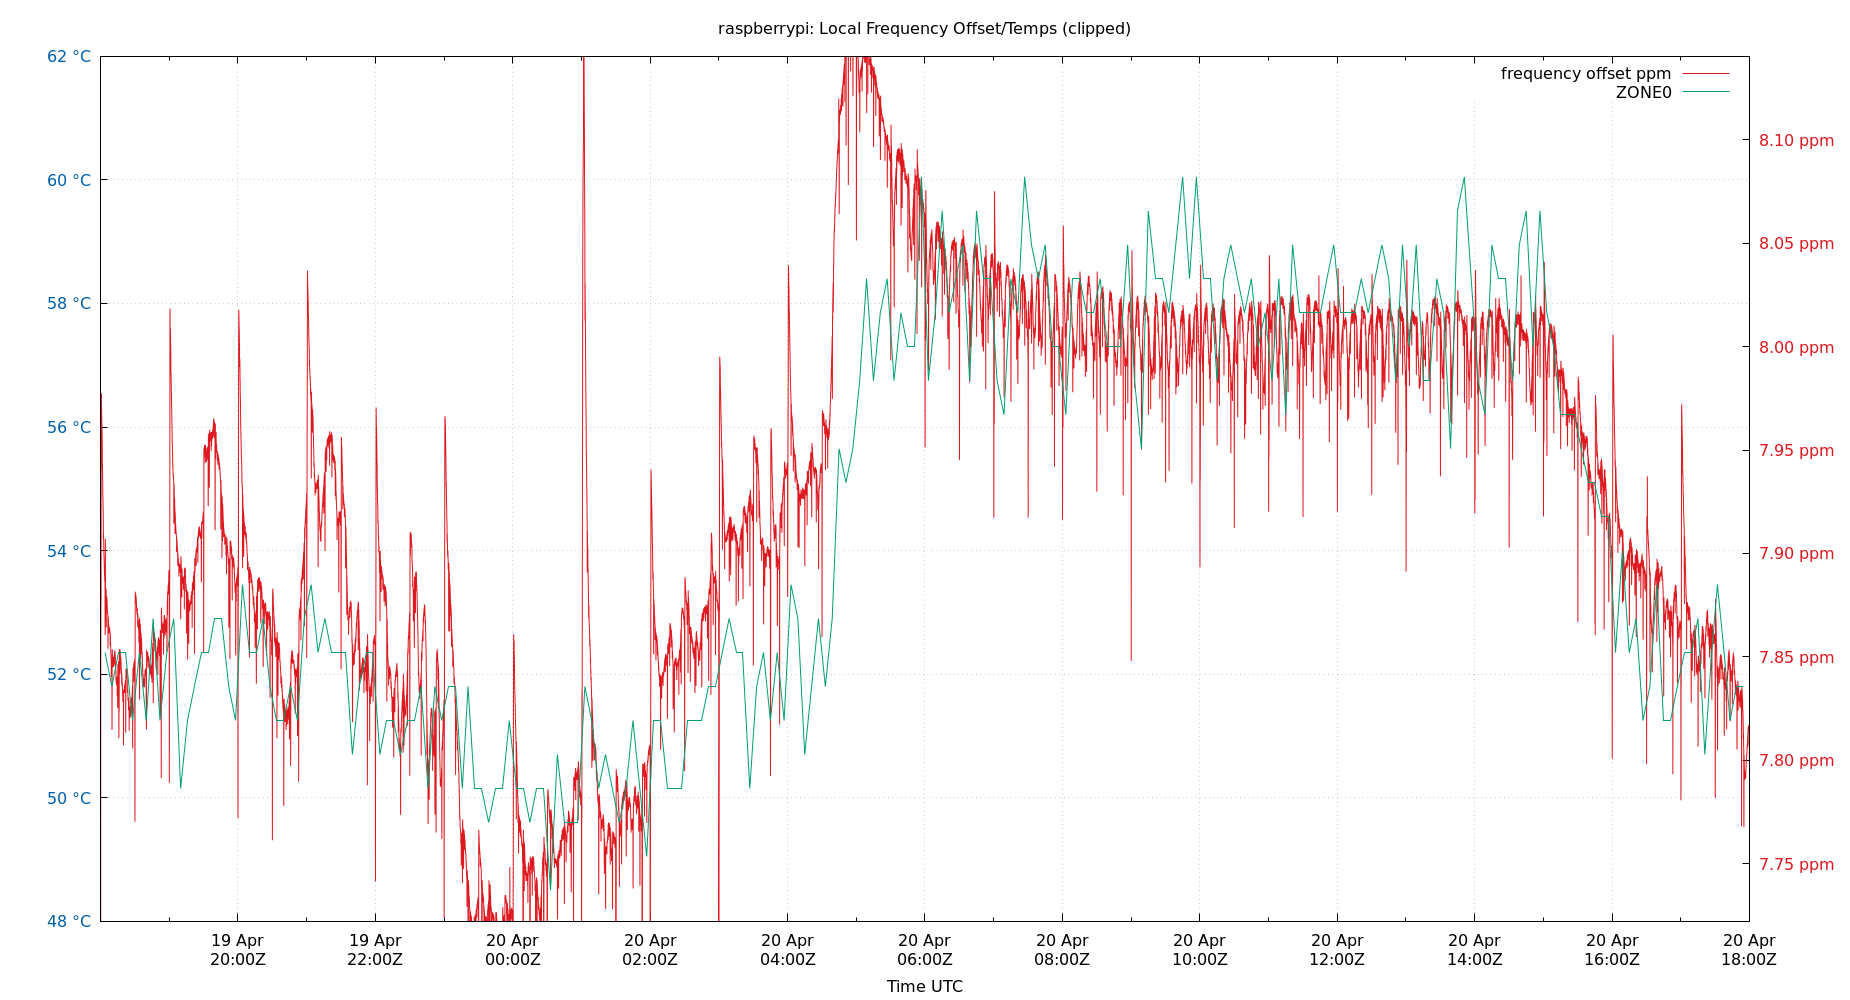 raspberrypi: Local Frequency Offset/Temps (clipped)
frequency offset ppm
ZONE0
62 °C
60 °C
58 °C
56 °C
54 °C
52 °C
50 °C
48 °C
8.10 ppm
8.05 ppm
8.00 ppm
7.95 ppm
7.90 ppm
7.85 ppm
7.80 ppm
7.75 ppm
19 Apr 20:00Z
19 Apr 22:00Z
20 Apr 00:00Z
20 Apr 02:00Z
20 Apr 04:00Z
20 Apr 06:00Z
20 Apr 08:00Z
20 Apr 10:00Z
20 Apr 12:00Z
20 Apr 14:00Z
20 Apr 16:00Z
20 Apr 18:00Z
Time UTC